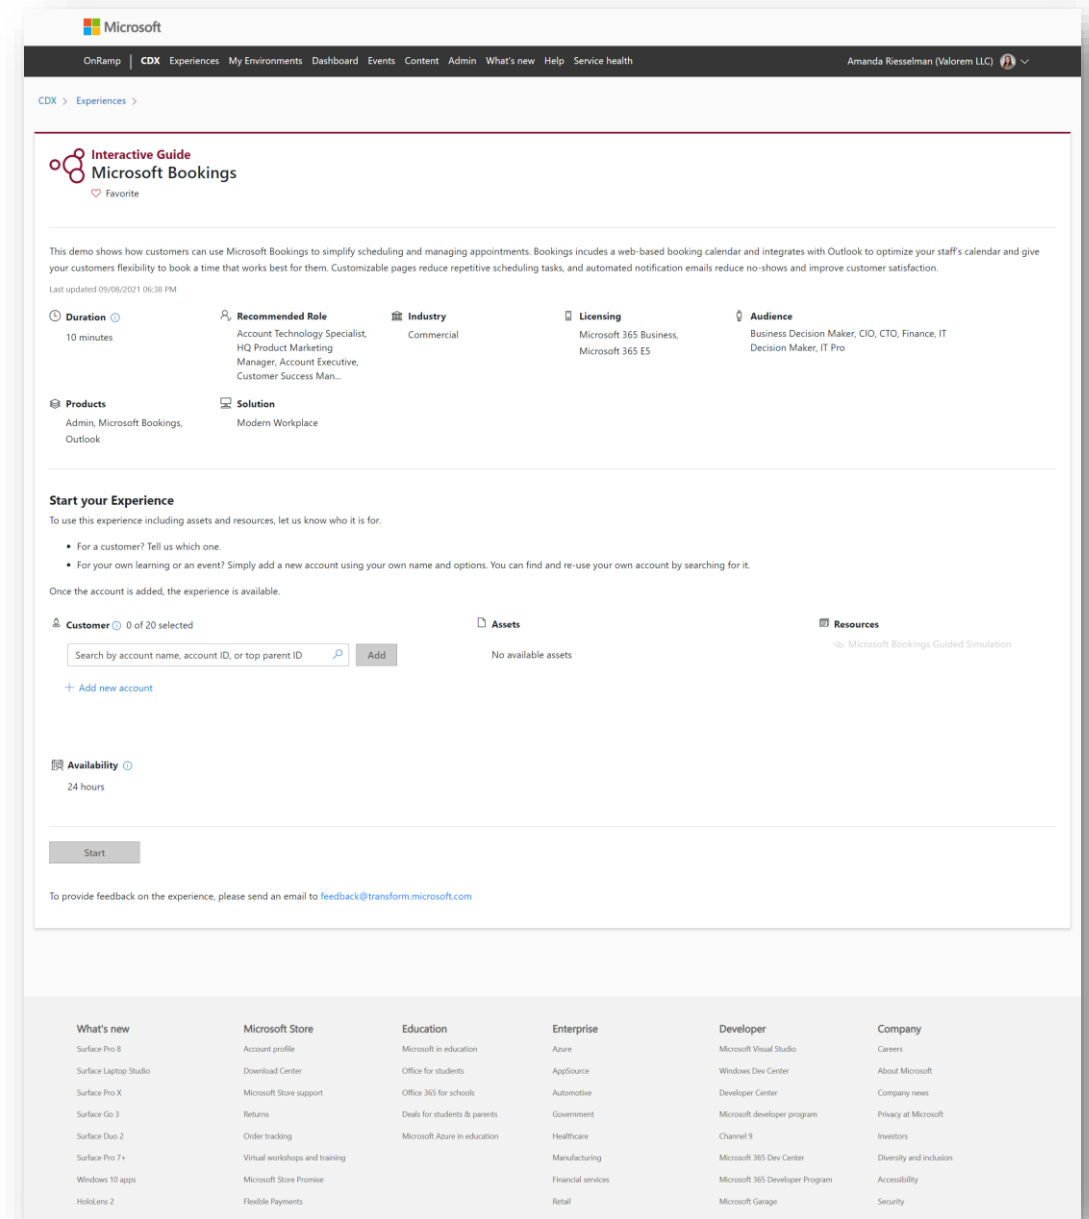 Microsoft
OnRamp | CDX Experiences My Environments Dashboard Events Content Admin What's new Help Service health Amanda Riesselman (Valorem LLC)
CDX > Experiences >
Interactive Guide
Microsoft Bookings
Favorite
This demo shows how customers can use Microsoft Bookings to simplify scheduling and managing appointments. Bookings incudes a web-based booking calendar and integrates with Outlook to optimize your staff's calendar and give
your customers flexibility to book a time that works best for them. Customizable pages reduce repetitive scheduling tasks, and automated notification emails reduce no-shows and improve customer satisfaction.
Last updated 09/08/2021 06:38 PM
Duration
10 minutes
Recommended Role
Account Technology Specialist,
HQ Product Marketing
Manager, Account Executive,
Customer Success Man...
Industry
Commercial
Licensing
Microsoft 365 Business,
Microsoft 365 E5
Audience
Business Decision Maker, CIO, CTO, Finance, IT
Decision Maker, IT Pro
Products
Admin, Microsoft Bookings,
Outlook
Solution
Modern Workplace
Start your Experience
To use this experience including assets and resources, let us know who it is for.
• For a customer? Tell us which one.
• For your own learning or an event? Simply add a new account using your own name and options. You can find and re-use your own account by searching for it.
Once the account is added, the experience is available.
Customer 0 of 20 selected
Search by account name, account ID, or top parent ID
Add
+ Add new account
Assets
No available assets
Resources
Microsoft Bookings Guided Simulation
Availability
24 hours
Start
To provide feedback on the experience, please send an email to feedback@transform.microsoft.com
What's new
Surface Pro 8
Surface Laptop Studio
Surface Pro X
Surface Go 3
Surface Duo 2
Surface Pro 7+
Windows 10 apps
HoloLens 2
Microsoft Store
Account profile
Download Center
Microsoft Store support
Returns
Order tracking
Virtual workshops and training
Microsoft Store Promise
Flexible Payments
Education
Microsoft in education
Office for students
Office 365 for schools
Deals for students & parents
Microsoft Azure in education
Enterprise
Azure
AppSource
Automotive
Government
Healthcare
Manufacturing
Financial services
Retail
Developer
Microsoft Visual Studio
Windows Dev Center
Developer Center
Microsoft developer program
Channel 9
Microsoft 365 Dev Center
Microsoft 365 Developer Program
Microsoft Garage
Company
Careers
About Microsoft
Company news
Privacy at Microsoft
Investors
Diversity and inclusion
Accessibility
Security